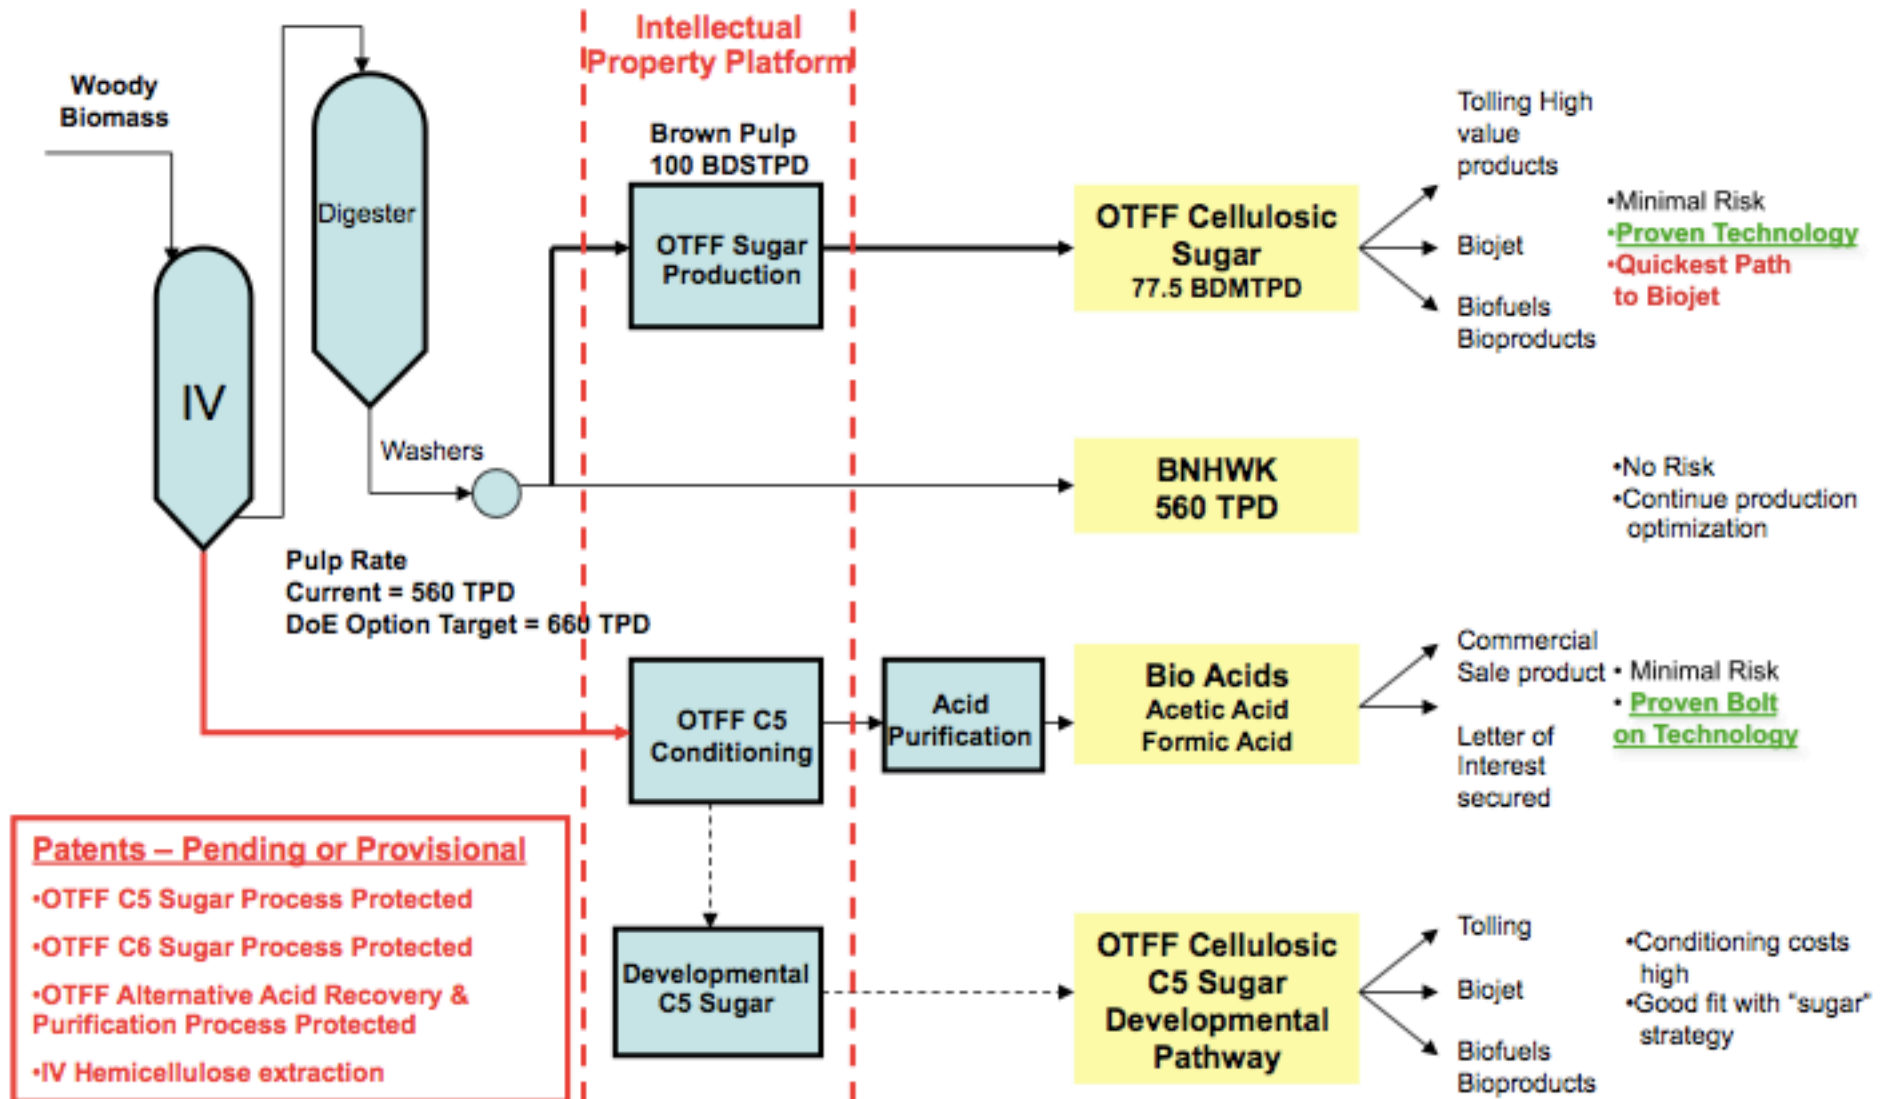 Intellectual
Property Platform
Woody
Biomass
Digester
IV
Washers
Pulp Rate
Current = 560 TPD
DoE Option Target = 660 TPD
Brown Pulp
100 BDSTPD
OTFF Sugar
Production
OTFF Cellulosic
Sugar
77.5 BDMTPD
Tolling High
value
products
Biojet
Biofuels
Bioproducts
•Minimal Risk
•Proven Technology
•Quickest Path
to Biojet
BNHWK
560 TPD
•No Risk
•Continue production
optimization
OTFF C5
Conditioning
Acid
Purification
Bio Acids
Acetic Acid
Formic Acid
Commercial
Sale product
Letter of
Interest
secured
• Minimal Risk
• Proven Bolt
on Technology
Developmental
C5 Sugar
OTFF Cellulosic
C5 Sugar
Developmental
Pathway
Tolling
Biojet
Biofuels
Bioproducts
•Conditioning costs
high
•Good fit with "sugar"
strategy
Patents – Pending or Provisional
•OTFF C5 Sugar Process Protected
•OTFF C6 Sugar Process Protected
•OTFF Alternative Acid Recovery &
Purification Process Protected
•IV Hemicellulose extraction